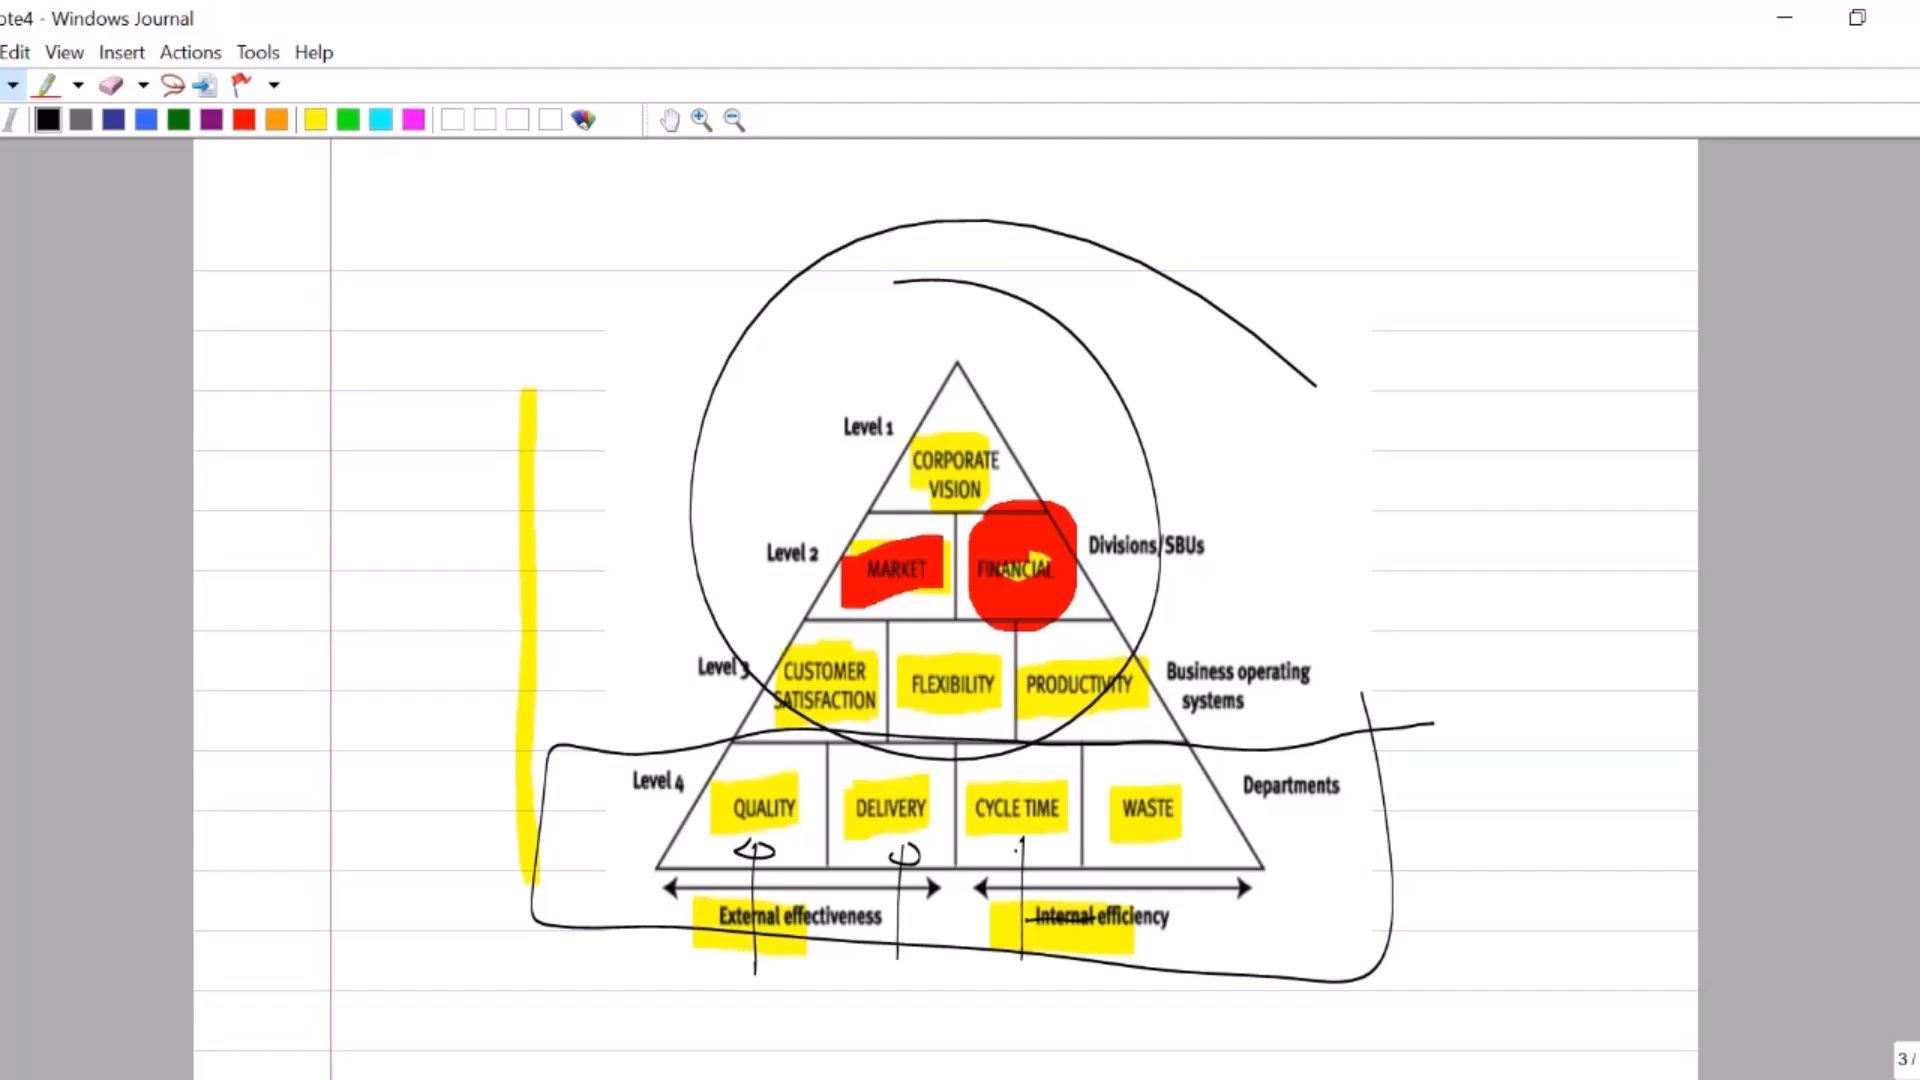 ote4 - Windows Journal
Edit View Insert Actions Tools Help
Level 1
CORPORATE
VISION
Level 2
MARKET
FINANCIAL
Divisions/SBUs
Level 3
CUSTOMER
SATISFACTION
FLEXIBILITY
PRODUCTIVITY
Business operating
systems
Level 4
QUALITY
DELIVERY
CYCLE TIME
WASTE
Departments
External effectiveness
Internal efficiency
3 /